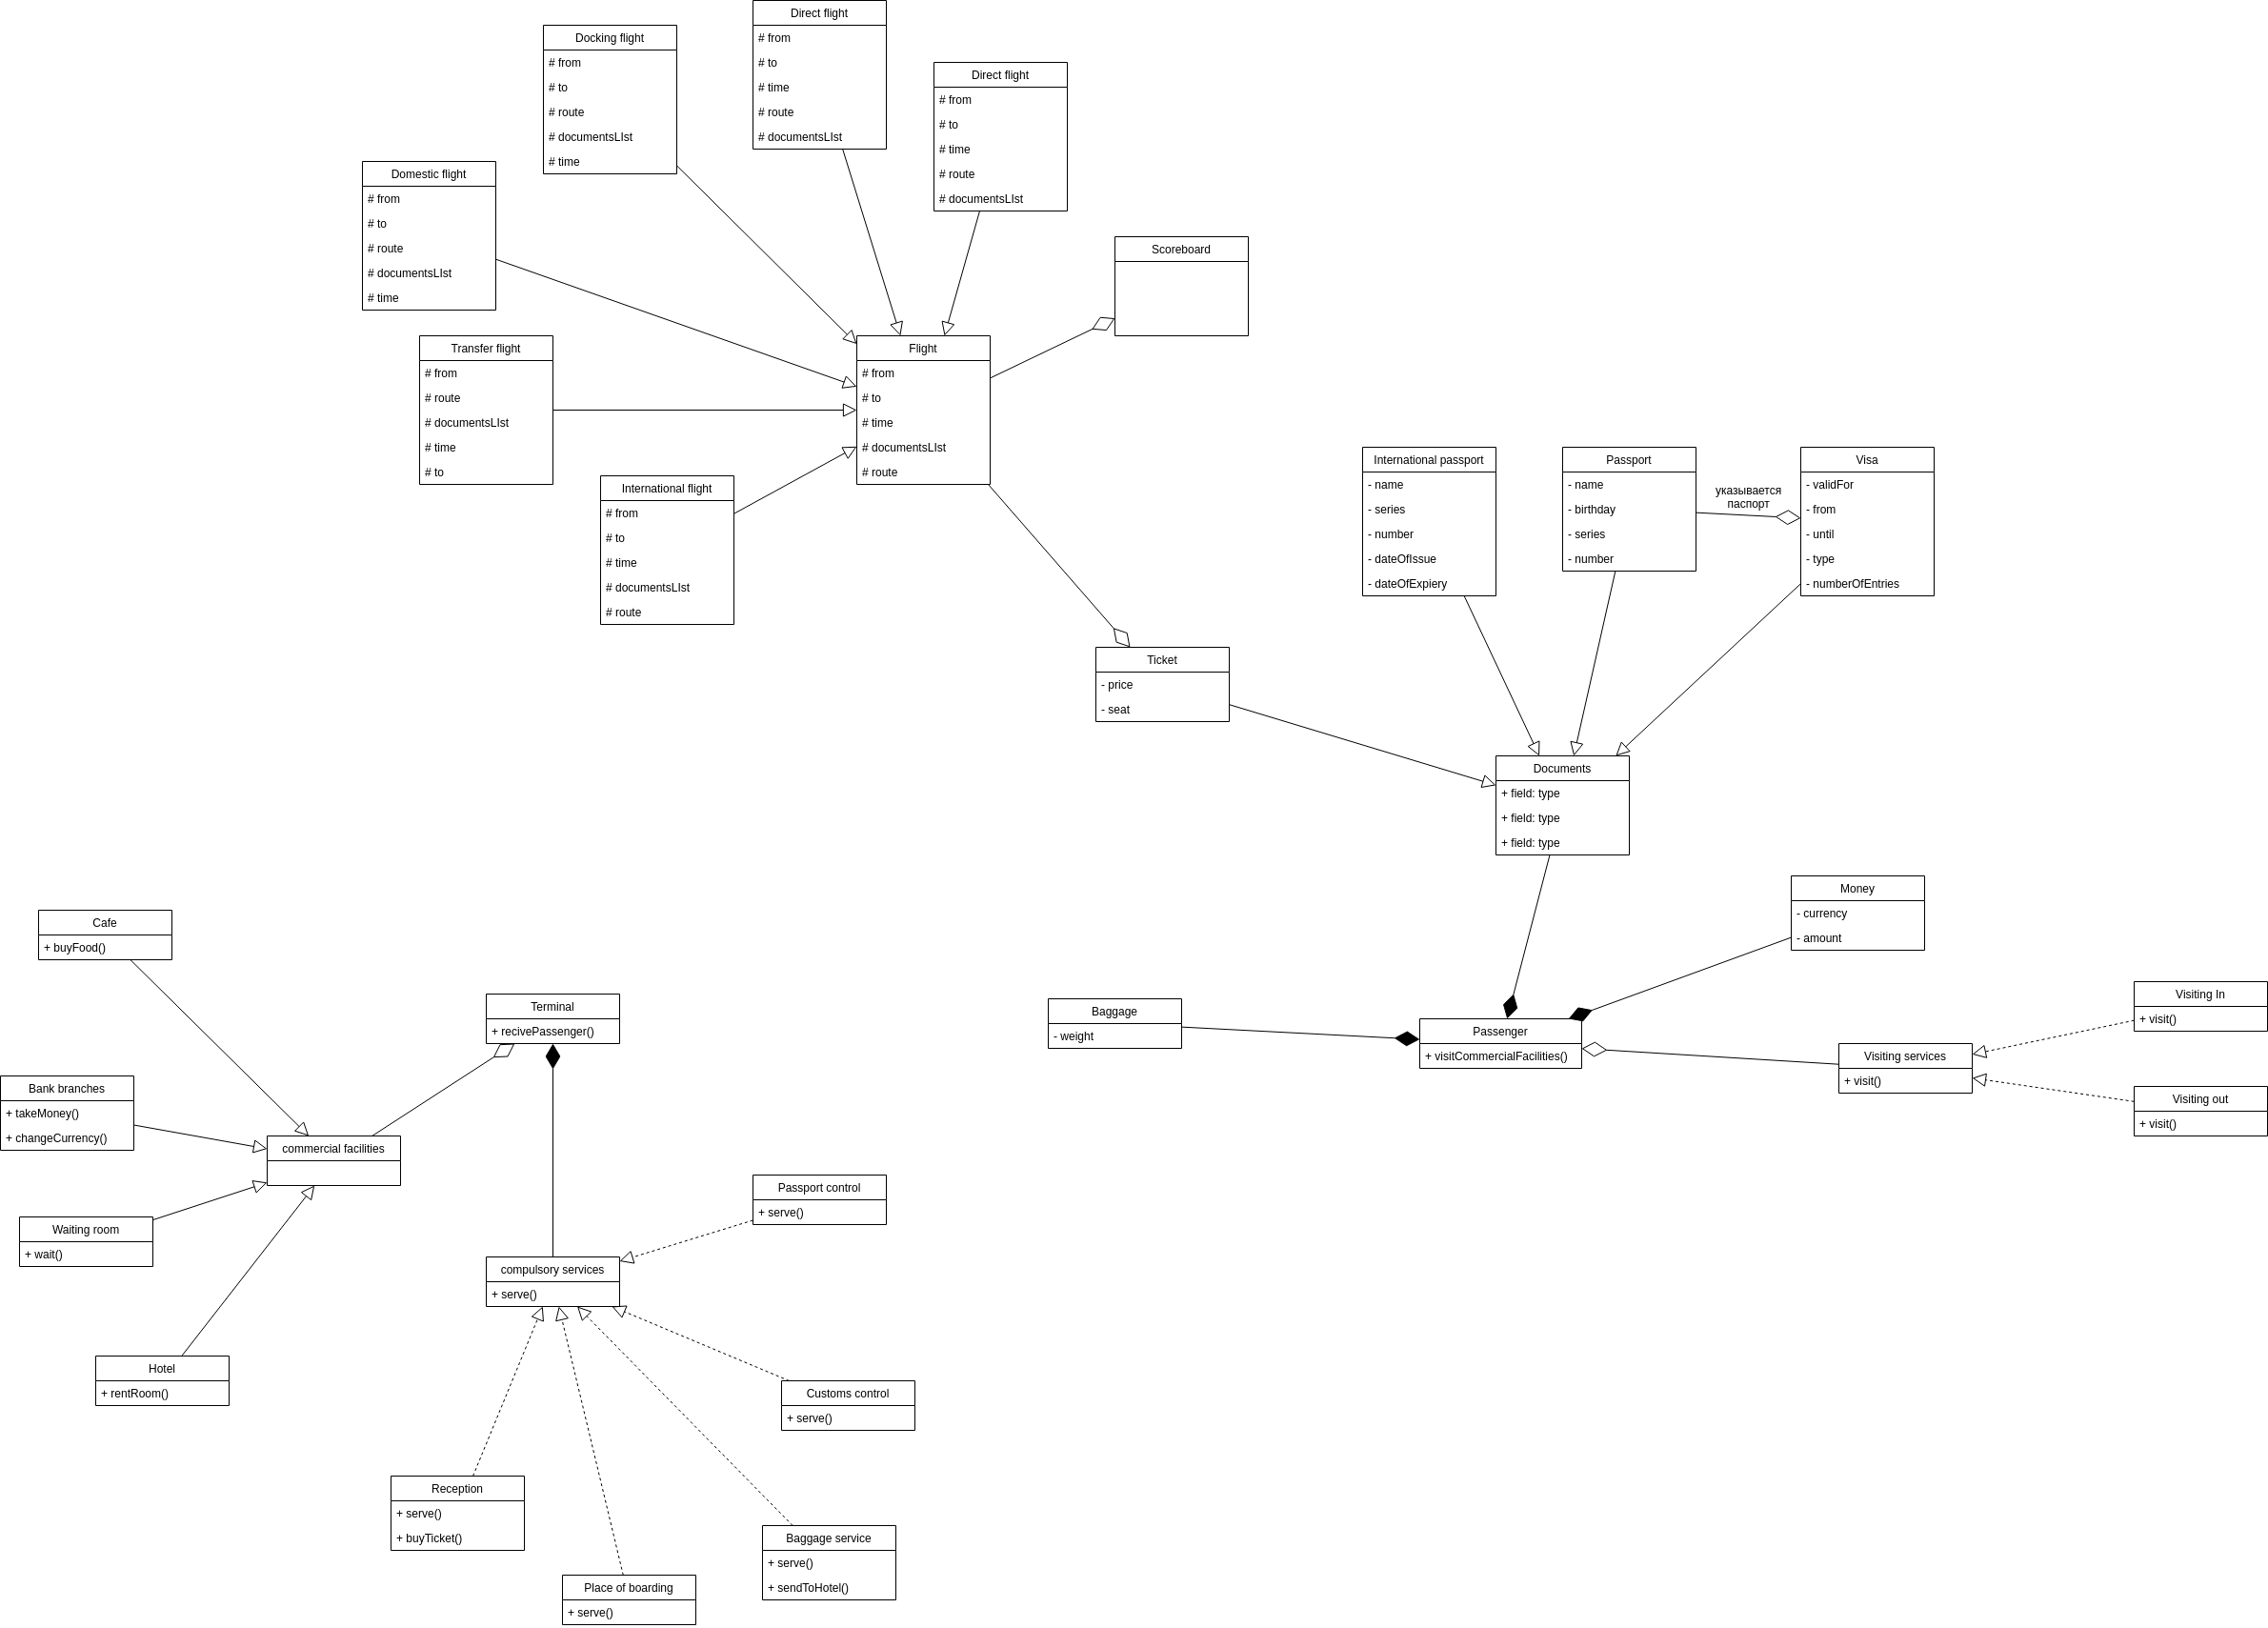 Direct flight
# from
# to
# time
# route
# documentsLIst
Docking flight
# from
# to
# route
# documentsLIst
# time
Direct flight
# from
# to
# time
# route
# documentsLIst
Domestic flight
# from
# to
# route
# documentsLIst
# time
Scoreboard
Transfer flight
# from
# route
# documentsLIst
# time
# to
Flight
# from
# to
# time
# documentsLIst
# route
International flight
# from
# to
# time
# documentsLIst
# route
International passport
- name
- series
- number
- dateOfIssue
- dateOfExpiery
Passport
- name
- birthday
- series
- number
указывается
паспорт
Visa
- validFor
- from
- until
- type
- numberOfEntries
Ticket
- price
- seat
Documents
+ field: type
+ field: type
+ field: type
Money
- currency
- amount
Cafe
+ buyFood()
Terminal
+ recivePassenger()
Baggage
- weight
Passenger
+ visitCommercialFacilities()
Visiting services
+ visit()
Visiting In
+ visit()
Visiting out
+ visit()
Bank branches
+ takeMoney()
+ changeCurrency()
commercial facilities
Waiting room
+ wait()
Passport control
+ serve()
compulsory services
+ serve()
Hotel
+ rentRoom()
Customs control
+ serve()
Reception
+ serve()
+ buyTicket()
Baggage service
+ serve()
+ sendToHotel()
Place of boarding
+ serve()